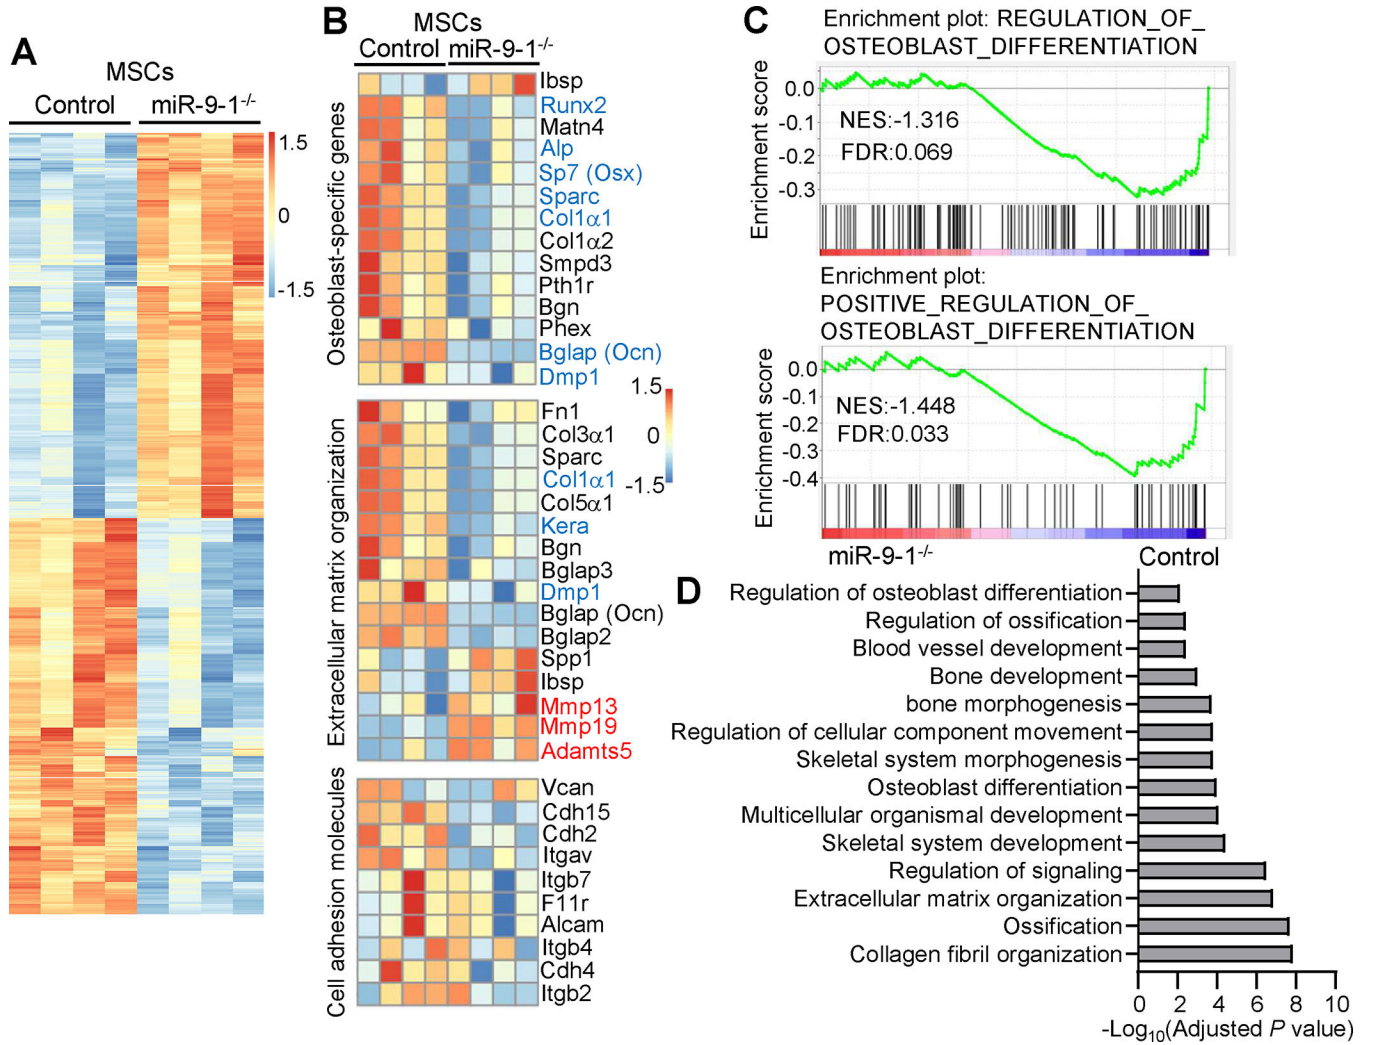 A
MSCs
Control miR-9-1-/-
1.5
0
-1.5
B
MSCs
Control miR-9-1-/-
Osteoblast-specific genes
Ibsp
Runx2
Matn4
Alp
Sp7 (Osx)
Sparc
Col1α1
Col1α2
Smpd3
Pth1r
Bgn
Phex
Bglap (Ocn)
Dmp1
1.5
0
-1.5
Extracellular matrix organization
Fn1
Col3α1
Sparc
Col1α1
Col5α1
Kera
Bgn
Bglap3
Dmp1
Bglap (Ocn)
Bglap2
Spp1
Ibsp
Mmp13
Mmp19
Adamts5
Cell adhesion molecules
Vcan
Cdh15
Cdh2
Itgav
Itgb7
F11r
Alcam
Itgb4
Cdh4
Itgb2
C
Enrichment plot: REGULATION_OF_
OSTEOBLAST_DIFFERENTIATION
Enrichment score
0.0
-0.1
-0.2
-0.3
NES:-1.316
FDR:0.069
Enrichment plot:
POSITIVE_REGULATION_OF_
OSTEOBLAST_DIFFERENTIATION
Enrichment score
0.0
-0.1
-0.2
-0.3
-0.4
NES:-1.448
FDR:0.033
miR-9-1-/- Control
D
Regulation of osteoblast differentiation
Regulation of ossification
Blood vessel development
Bone development
bone morphogenesis
Regulation of cellular component movement
Skeletal system morphogenesis
Osteoblast differentiation
Multicellular organismal development
Skeletal system development
Regulation of signaling
Extracellular matrix organization
Ossification
Collagen fibril organization
0 2 4 6 8 10
-Log10(Adjusted P value)